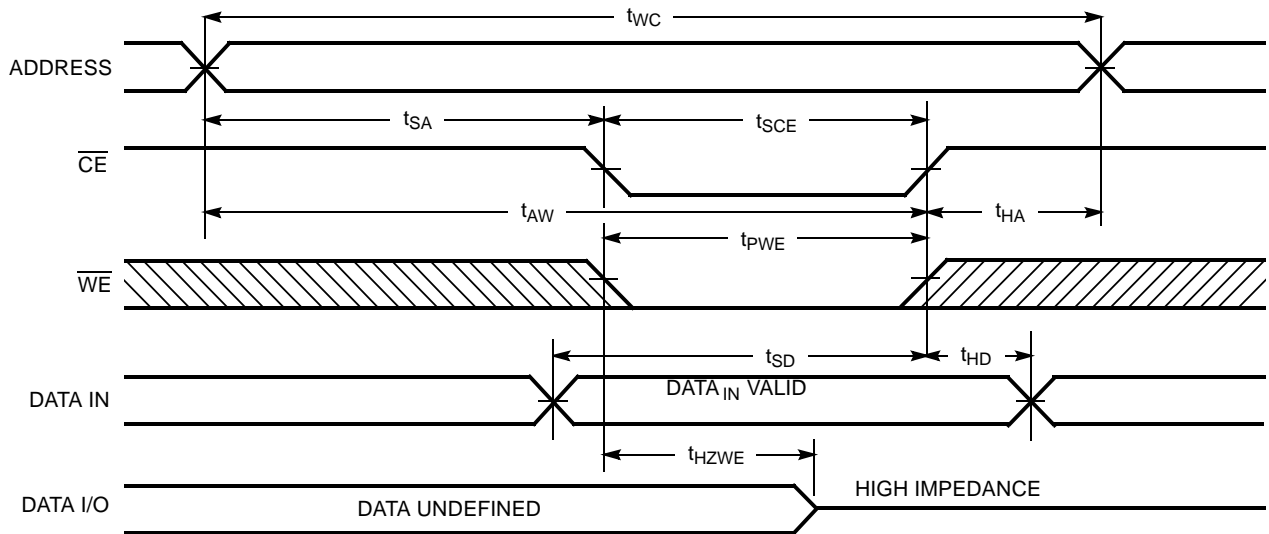 tWC
ADDRESS
tSA
tSCE
CE
tAW
tHA
tPWE
WE
tSD
tHD
DATA IN
DATA IN VALID
tHZWE
DATA I/O
DATA UNDEFINED
HIGH IMPEDANCE